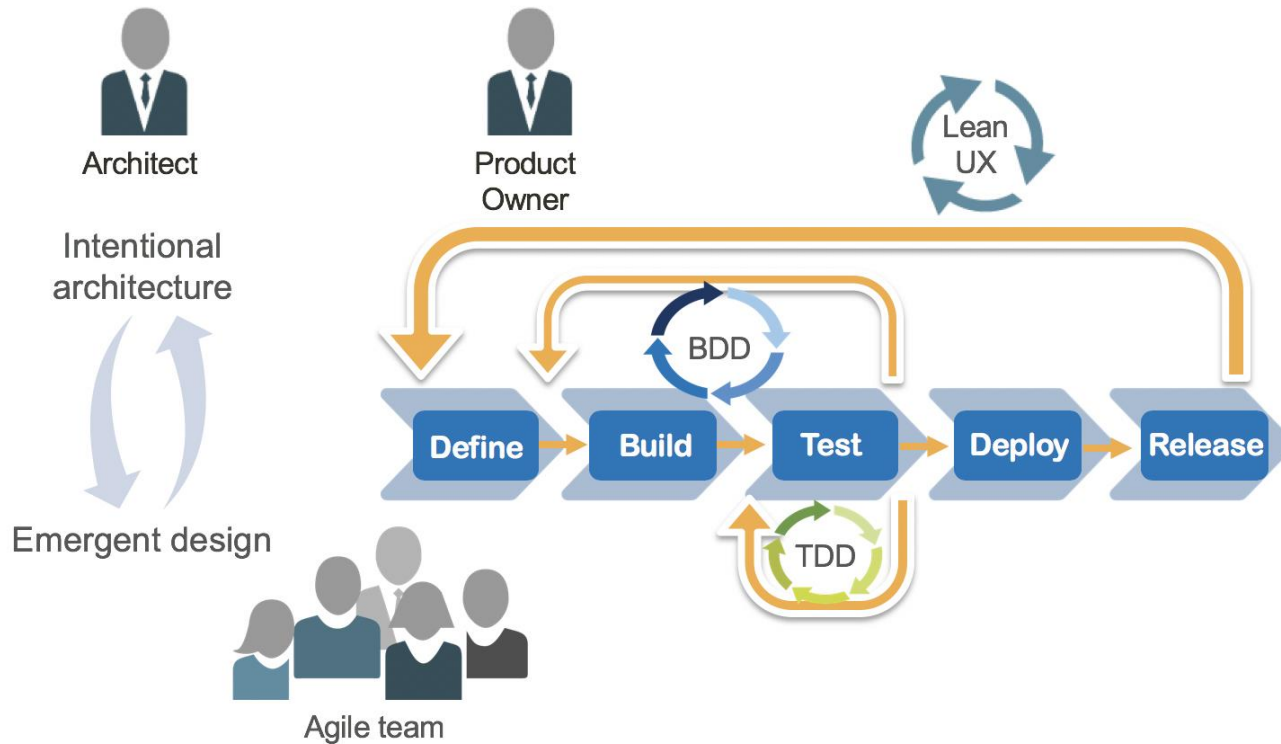 Architect
Product
Owner
Lean
UX
Intentional
architecture
BDD
Define
Build
Test
Deploy
Release
Emergent design
TDD
Agile team